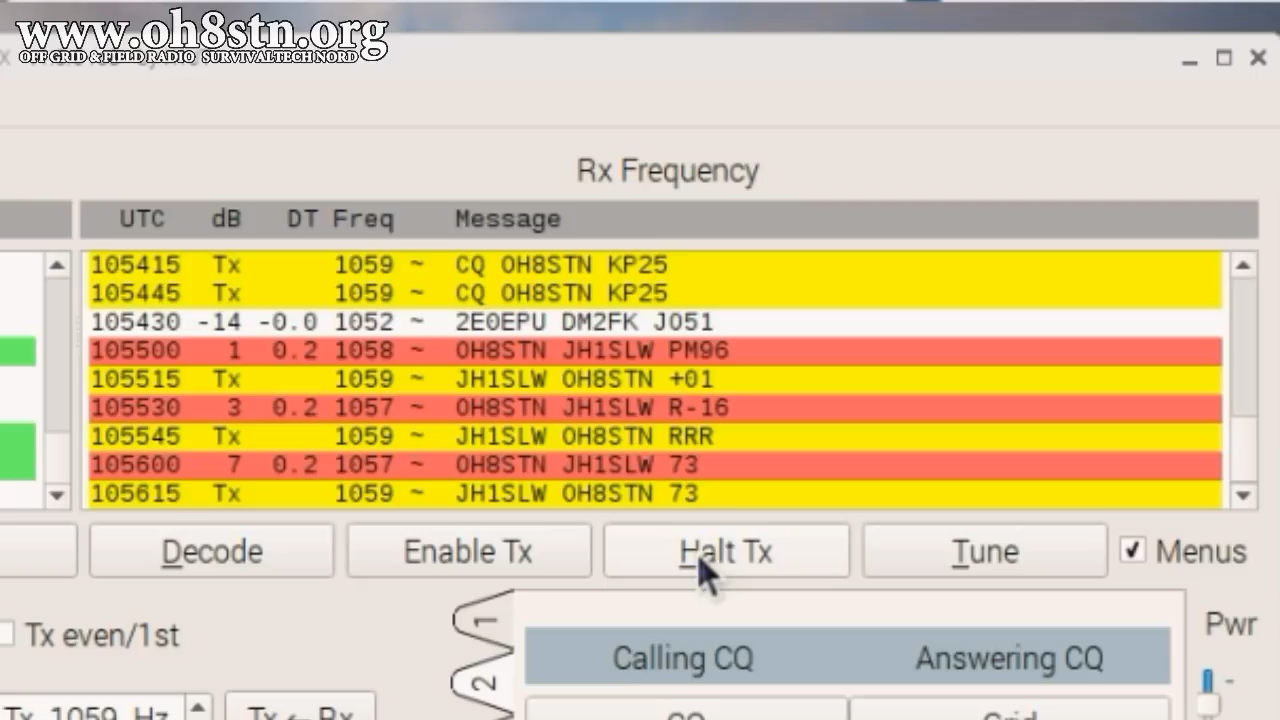 www.oh8stn.org
OFF GRID & FIELD RADIO SURVIVALTECH NORD
Rx Frequency
UTC dB DT Freq Message
105415 Tx 1059 ~ CQ OH8STN KP25
105445 Tx 1059 ~ CQ OH8STN KP25
105430 -14 -0.0 1052 ~ 2E0EPU DM2FK JO51
105500 1 0.2 1058 ~ OH8STN JH1SLW PM96
105515 Tx 1059 ~ JH1SLW OH8STN +01
105530 3 0.2 1057 ~ OH8STN JH1SLW R-16
105545 Tx 1059 ~ JH1SLW OH8STN RRR
105600 7 0.2 1057 ~ OH8STN JH1SLW 73
105615 Tx 1059 ~ JH1SLW OH8STN 73
Decode Enable Tx Halt Tx Tune Menus
Tx even/1st
1
Pwr
Calling CQ Answering CQ
2
Tx 1059 Hz Tx ← Rx CQ Grid